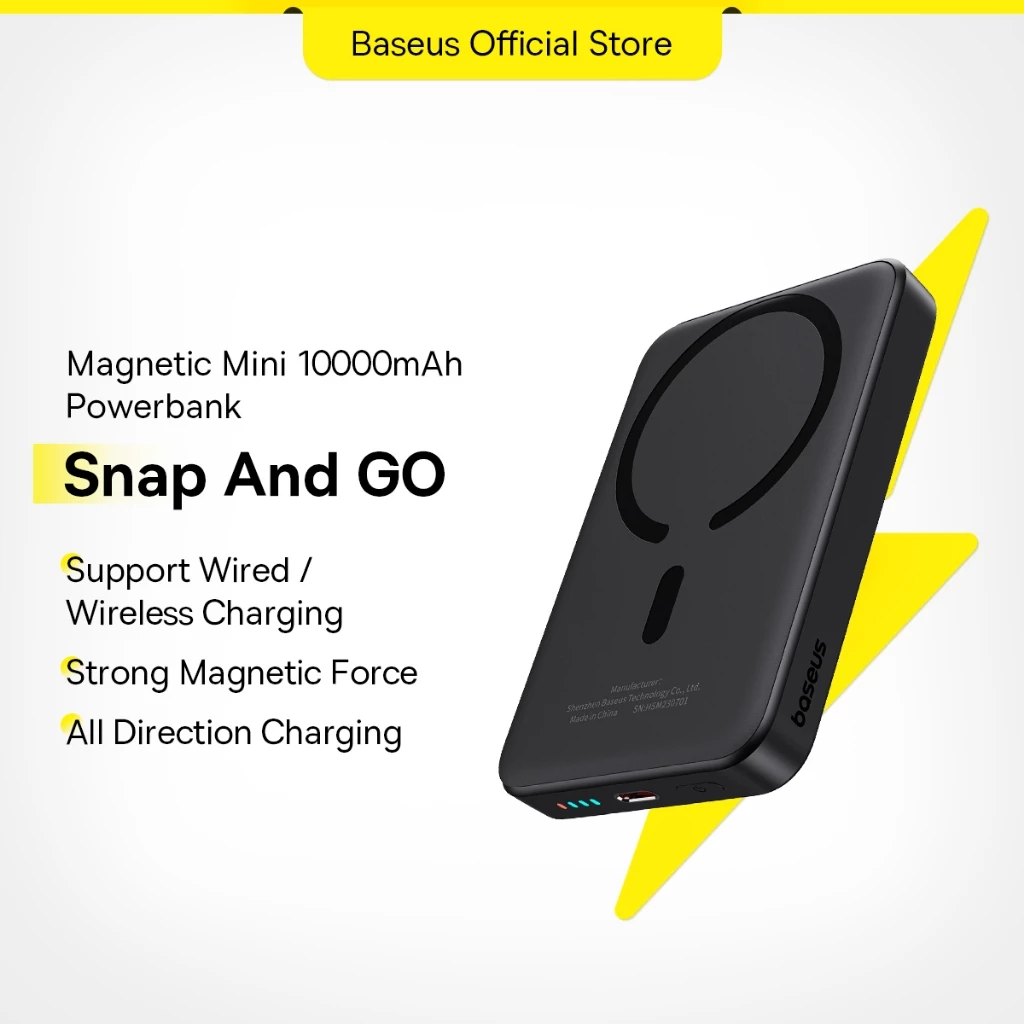 Baseus Official Store
Magnetic Mini 10000mAh
Powerbank
Snap And GO
Support Wired /
Wireless Charging
Strong Magnetic Force
All Direction Charging
Manufacturer:
Shenzhen Baseus Technology Co., Ltd.
Made in China SN:HSM230701
baseus